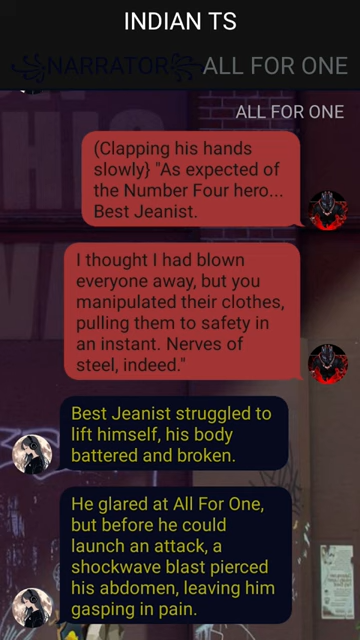 INDIAN TS
NARRATOR ALL FOR ONE
ALL FOR ONE
(Clapping his hands
slowly} "As expected of
the Number Four hero...
Best Jeanist.
I thought I had blown
everyone away, but you
manipulated their clothes,
pulling them to safety in
an instant. Nerves of
steel, indeed."
Best Jeanist struggled to
lift himself, his body
battered and broken.
He glared at All For One,
but before he could
launch an attack, a
shockwave blast pierced
his abdomen, leaving him
gasping in pain.